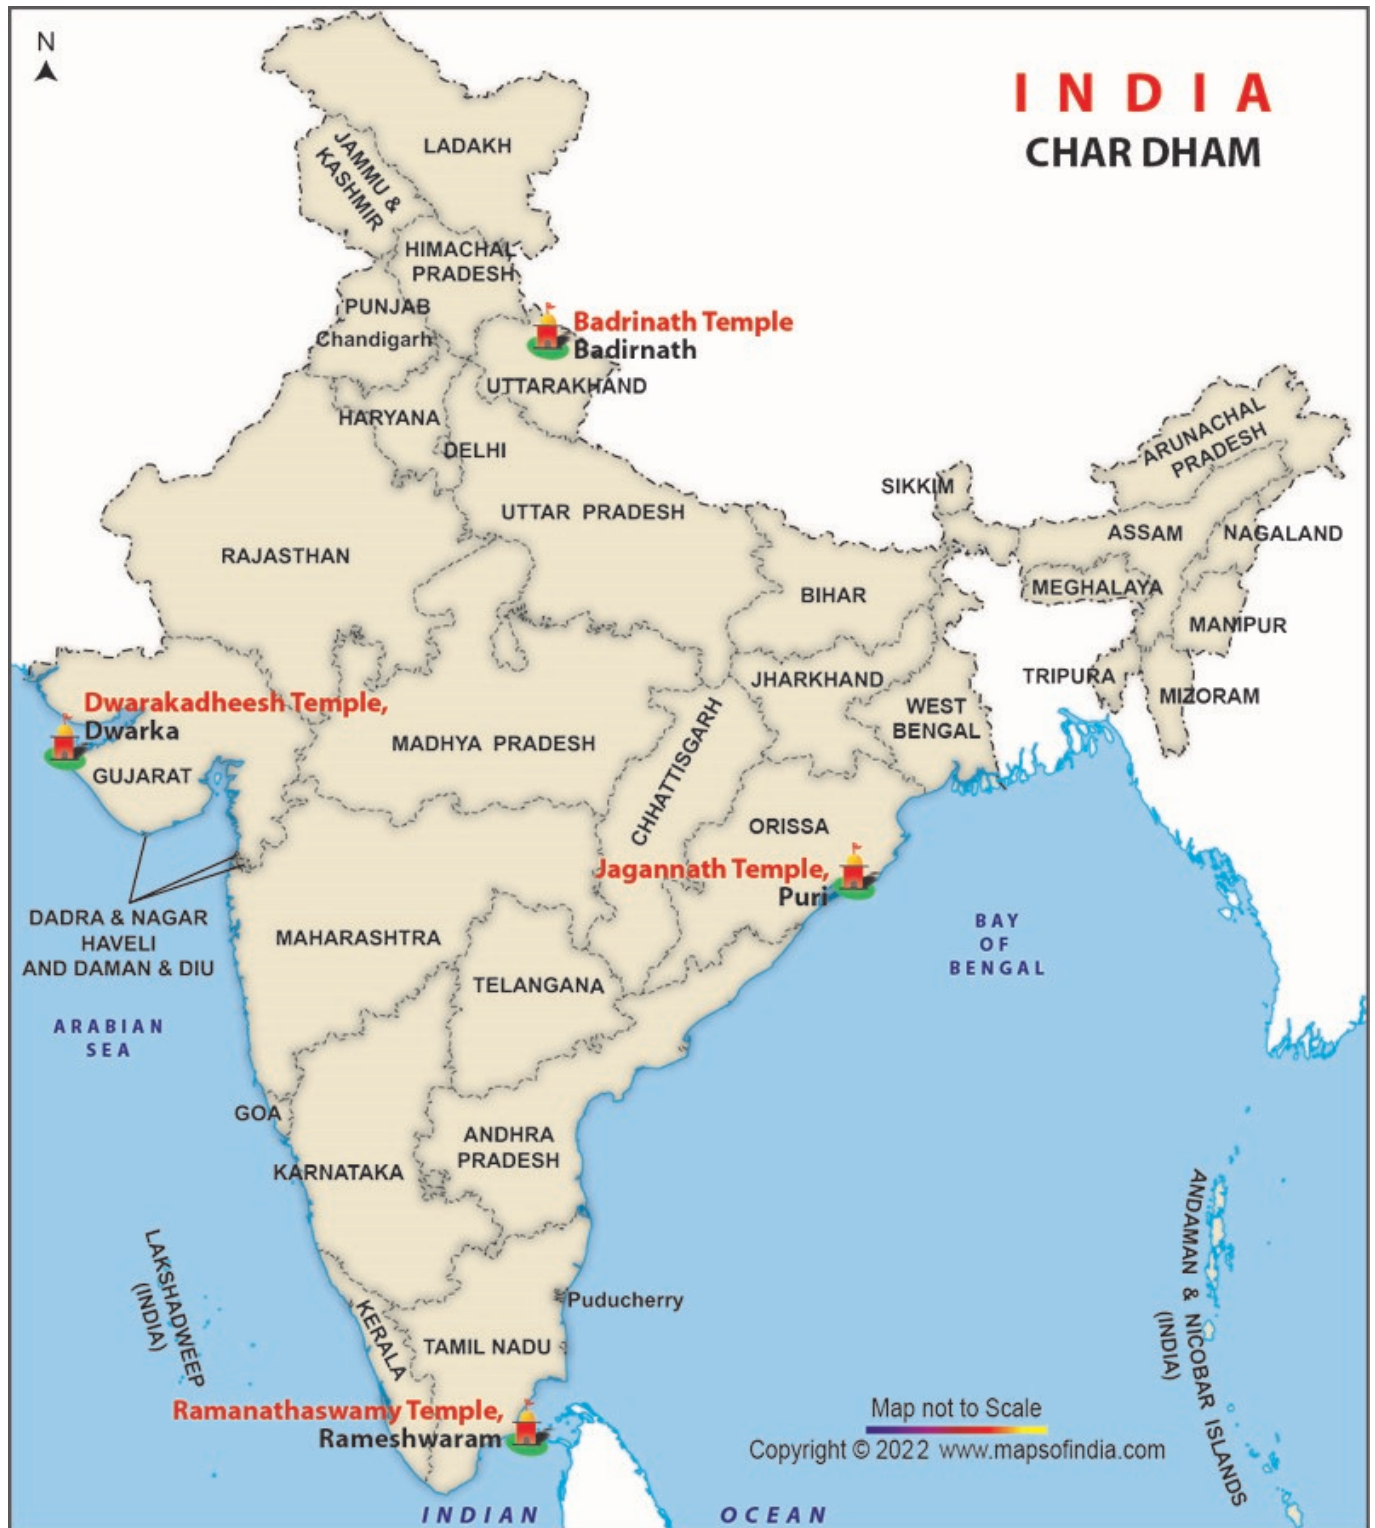 N
INDIA
CHAR DHAM
LADAKH
JAMMU &
KASHMIR
HIMACHAL
PRADESH
PUNJAB
Chandigarh
Badrinath Temple
Badirnath
UTTARAKHAND
HARYANA
DELHI
ARUNACHAL
PRADESH
SIKKIM
UTTAR PRADESH
ASSAM
NAGALAND
RAJASTHAN
BIHAR
MEGHALAYA
MANIPUR
TRIPURA
MIZORAM
JHARKHAND
WEST
BENGAL
Dwarakadheesh Temple,
Dwarka
GUJARAT
MADHYA PRADESH
CHHATTISGARH
ORISSA
Jagannath Temple,
Puri
DADRA & NAGAR
HAVELI
AND DAMAN & DIU
MAHARASHTRA
BAY
OF
BENGAL
TELANGANA
ARABIAN
SEA
GOA
ANDHRA
PRADESH
KARNATAKA
LAKSHADWEEP
(INDIA)
ANDAMAN & NICOBAR ISLANDS
(INDIA)
Puducherry
KERALA
TAMIL NADU
Ramanathaswamy Temple,
Rameshwaram
Map not to Scale
Copyright © 2022 www.mapsofindia.com
INDIAN OCEAN